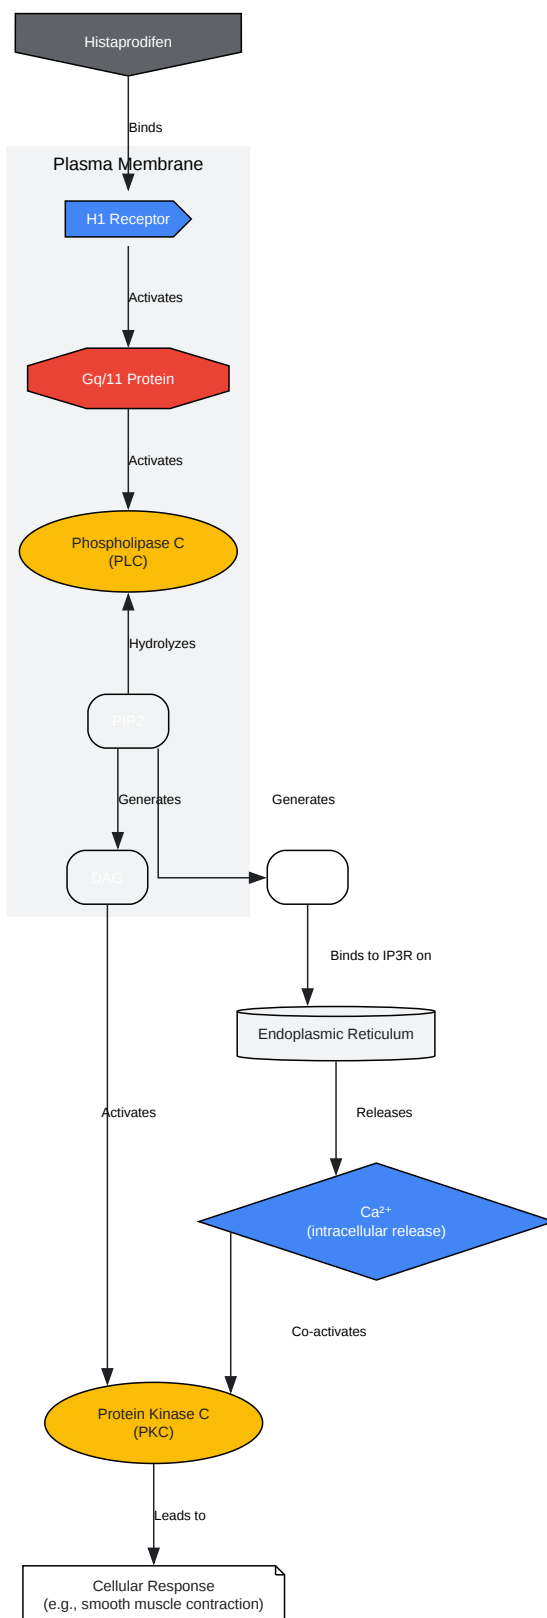 Histaprodifen
Binds
Plasma Membrane
H1 Receptor
Activates
Gq/11 Protein
Activates
Phospholipase C
(PLC)
Hydrolyzes
PIP2
Generates
Generates
DAG
Binds to IP3R on
Endoplasmic Reticulum
Releases
Activates
Ca²⁺
(intracellular release)
Co-activates
Protein Kinase C
(PKC)
Leads to
Cellular Response
(e.g., smooth muscle contraction)